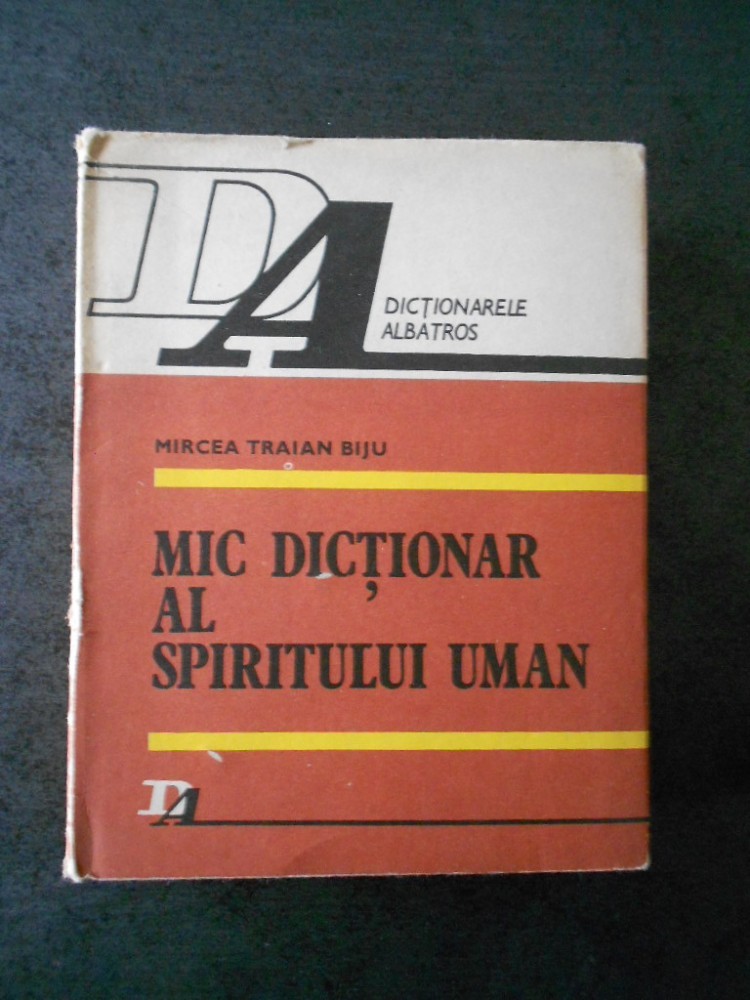 DA
DICȚIONARELE
ALBATROS
MIRCEA TRAIAN BIJU
MIC DICȚIONAR
AL
SPIRITULUI UMAN
DA